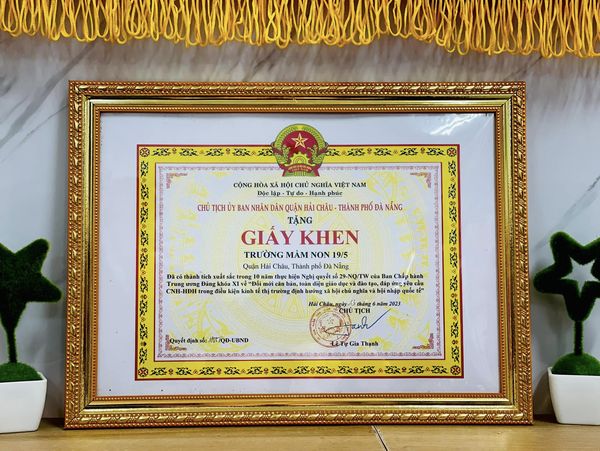 CỘNG HÒA XÃ HỘI CHỦ NGHĨA VIỆT NAM
Độc lập - Tự do - Hạnh phúc
CHỦ TỊCH ỦY BAN NHÂN DÂN QUẬN HẢI CHÂU - THÀNH PHỐ ĐÀ NẴNG
TẶNG
GIẤY KHEN
TRƯỜNG MẦM NON 19/5
Quận Hải Châu, Thành phố Đà Nẵng
Đã có thành tích xuất sắc trong 10 năm thực hiện Nghị quyết số 29-NQ/TW của Ban Chấp hành
Trung ương Đảng khóa XI về "Đổi mới căn bản, toàn diện giáo dục và đào tạo, đáp ứng yêu cầu
CNH-HĐH trong điều kiện kinh tế thị trường định hướng xã hội chủ nghĩa và hội nhập quốc tế"
Hải Châu, ngày tháng 6 năm 2023
CHỦ TỊCH
Quyết định số: /QĐ-UBND
Lê Tự Gia Thạnh